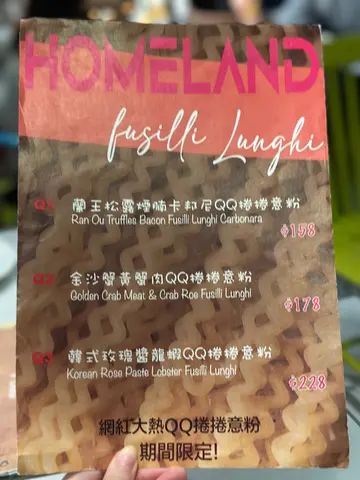 HOMELAND
fusilli Lunghi
Q1 蘭王松露煙腩卡邦尼QQ捲捲意粉
Ran Ou Truffles Bacon Fusilli Lunghi Carbonara
$158
Q2 金沙蟹黃蟹肉QQ捲捲意粉
Golden Crab Meat & Crab Roe Fusilli Lunghi
$178
Q3 韓式玫瑰醬龍蝦QQ捲捲意粉
Korean Rose Paste Lobster Fusilli Lunghi
$228
網紅大熱QQ捲捲意粉
期間限定!